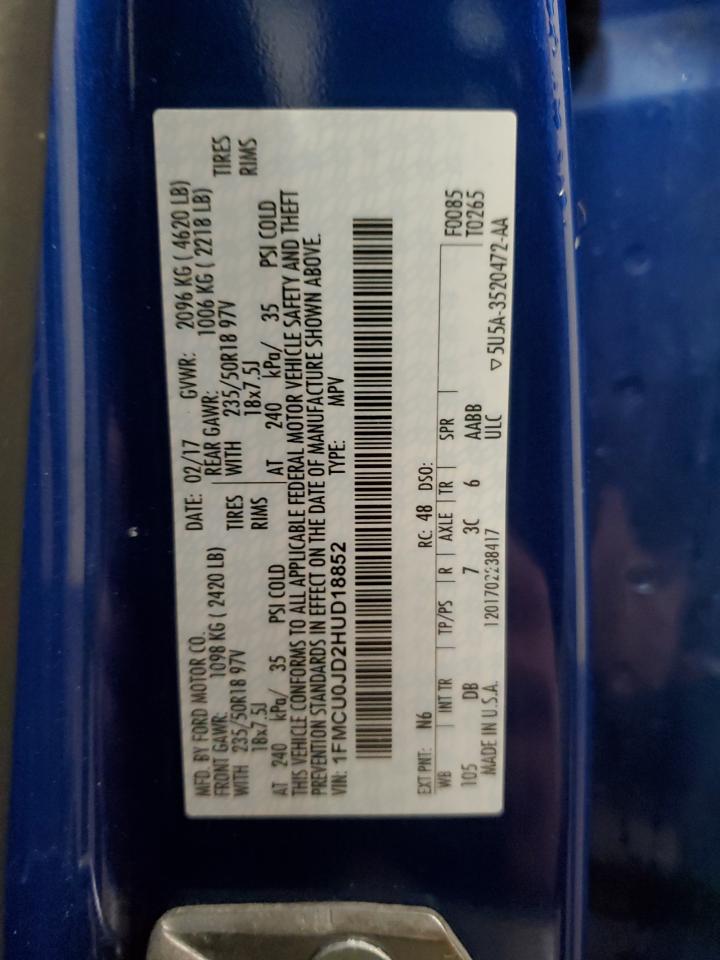 MFD. BY FORD MOTOR CO. DATE: 02/17 GVWR: 2096 KG ( 4620 LB)
FRONT GAWR: 1098 KG ( 2420 LB) REAR GAWR: 1006 KG ( 2218 LB)
WITH 235/50R18 97V TIRES WITH 235/50R18 97V TIRES
18x7.5J RIMS 18x7.5J RIMS
AT 240 kPa/ 35 PSI COLD AT 240 kPa/ 35 PSI COLD
THIS VEHICLE CONFORMS TO ALL APPLICABLE FEDERAL MOTOR VEHICLE SAFETY AND THEFT
PREVENTION STANDARDS IN EFFECT ON THE DATE OF MANUFACTURE SHOWN ABOVE.
VIN: 1FMCU0JD2HUD18852 TYPE: MPV
EXT PNT: N6 RC: 48 DSO: F0085
WB INT TR TP/PS R AXLE TR SPR T0265
105 DB 7 3C 6 AABB
MADE IN U.S.A. ULC
▽5U5A-3520472-AA